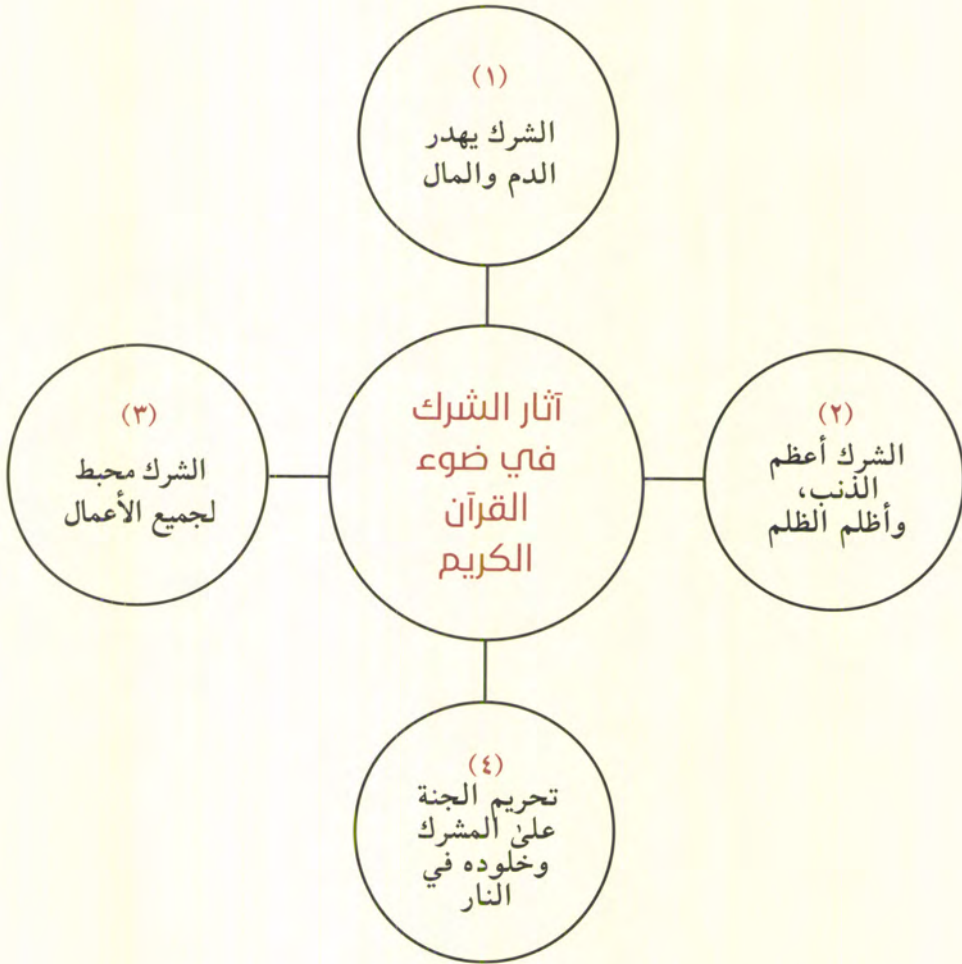 (١)
الشرك يهدر
الدم والمال
آثار الشرك
في ضوء
القرآن
الكريم
(٢)
الشرك أعظم
الذنب،
وأظلم الظلم
(٣)
الشرك محبط
لجميع الأعمال
(٤)
تحريم الجنة
علىٰ المشرك
وخلوده في
النار